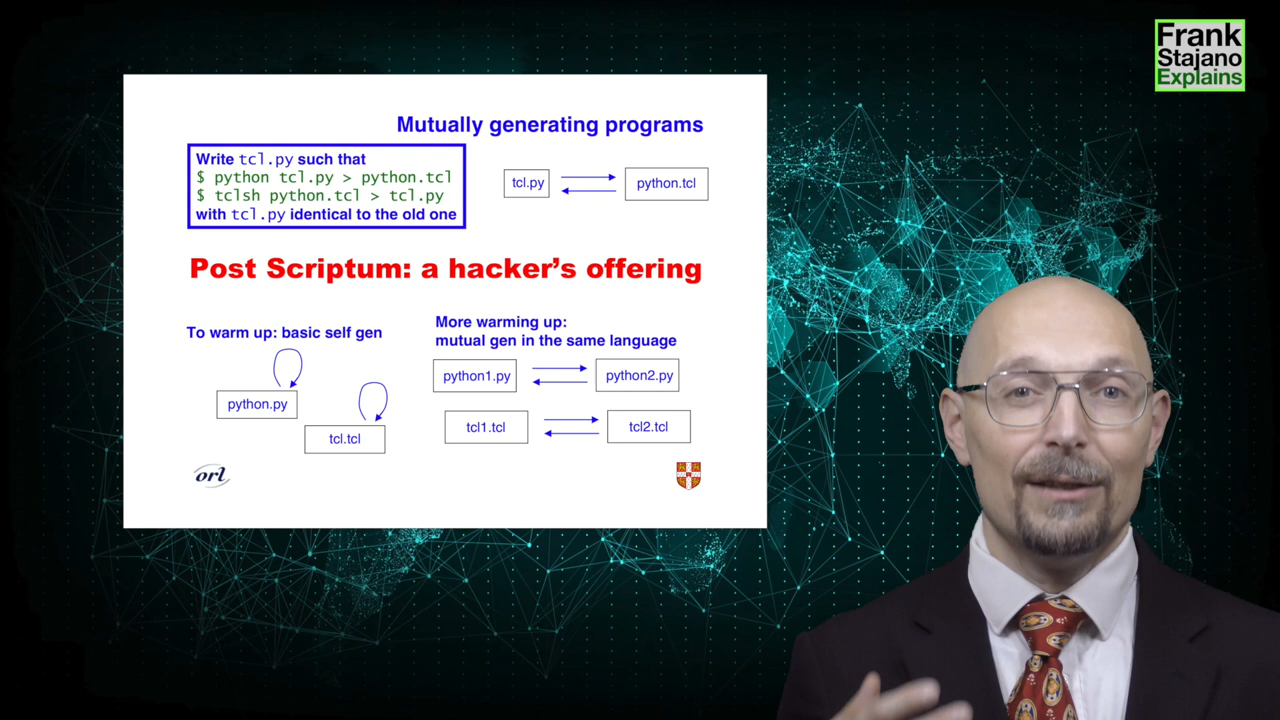 Frank
Stajano
Explains
Mutually generating programs
Write tcl.py such that
$ python tcl.py > python.tcl
$ tclsh python.tcl > tcl.py
with tcl.py identical to the old one
tcl.py
python.tcl
Post Scriptum: a hacker's offering
To warm up: basic self gen
python.py
tcl.tcl
More warming up:
mutual gen in the same language
python1.py
python2.py
tcl1.tcl
tcl2.tcl
orl